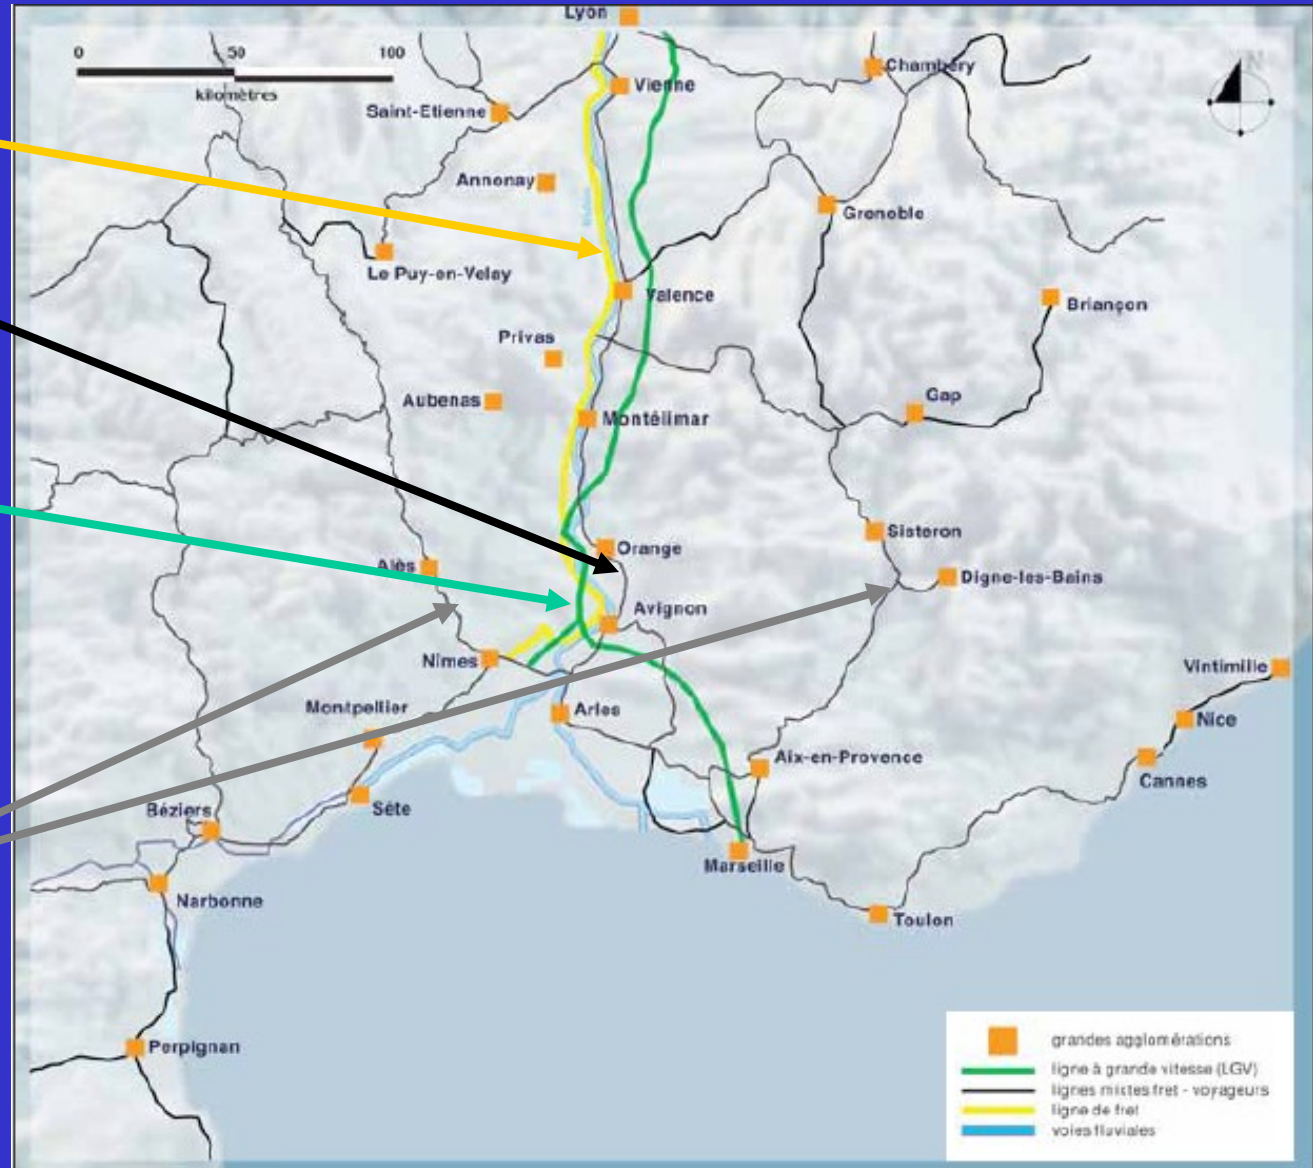 Lyon
0 50 100
kilomètres
N
Chambéry
Vienne
Saint-Etienne
Annonay
Grenoble
Le Puy-en-Velay
Valence
Briançon
Privas
Aubenas
Gap
Montélimar
Sisteron
Orange
Alès
Digne-les-Bains
Avignon
Nîmes
Vintimille
Montpellier
Arles
Nice
Aix-en-Provence
Cannes
Béziers
Sète
Marseille
Narbonne
Toulon
Perpignan
grandes agglomérations
ligne à grande vitesse (LGV)
lignes mixtes fret - voyageurs
ligne de fret
voies fluviales